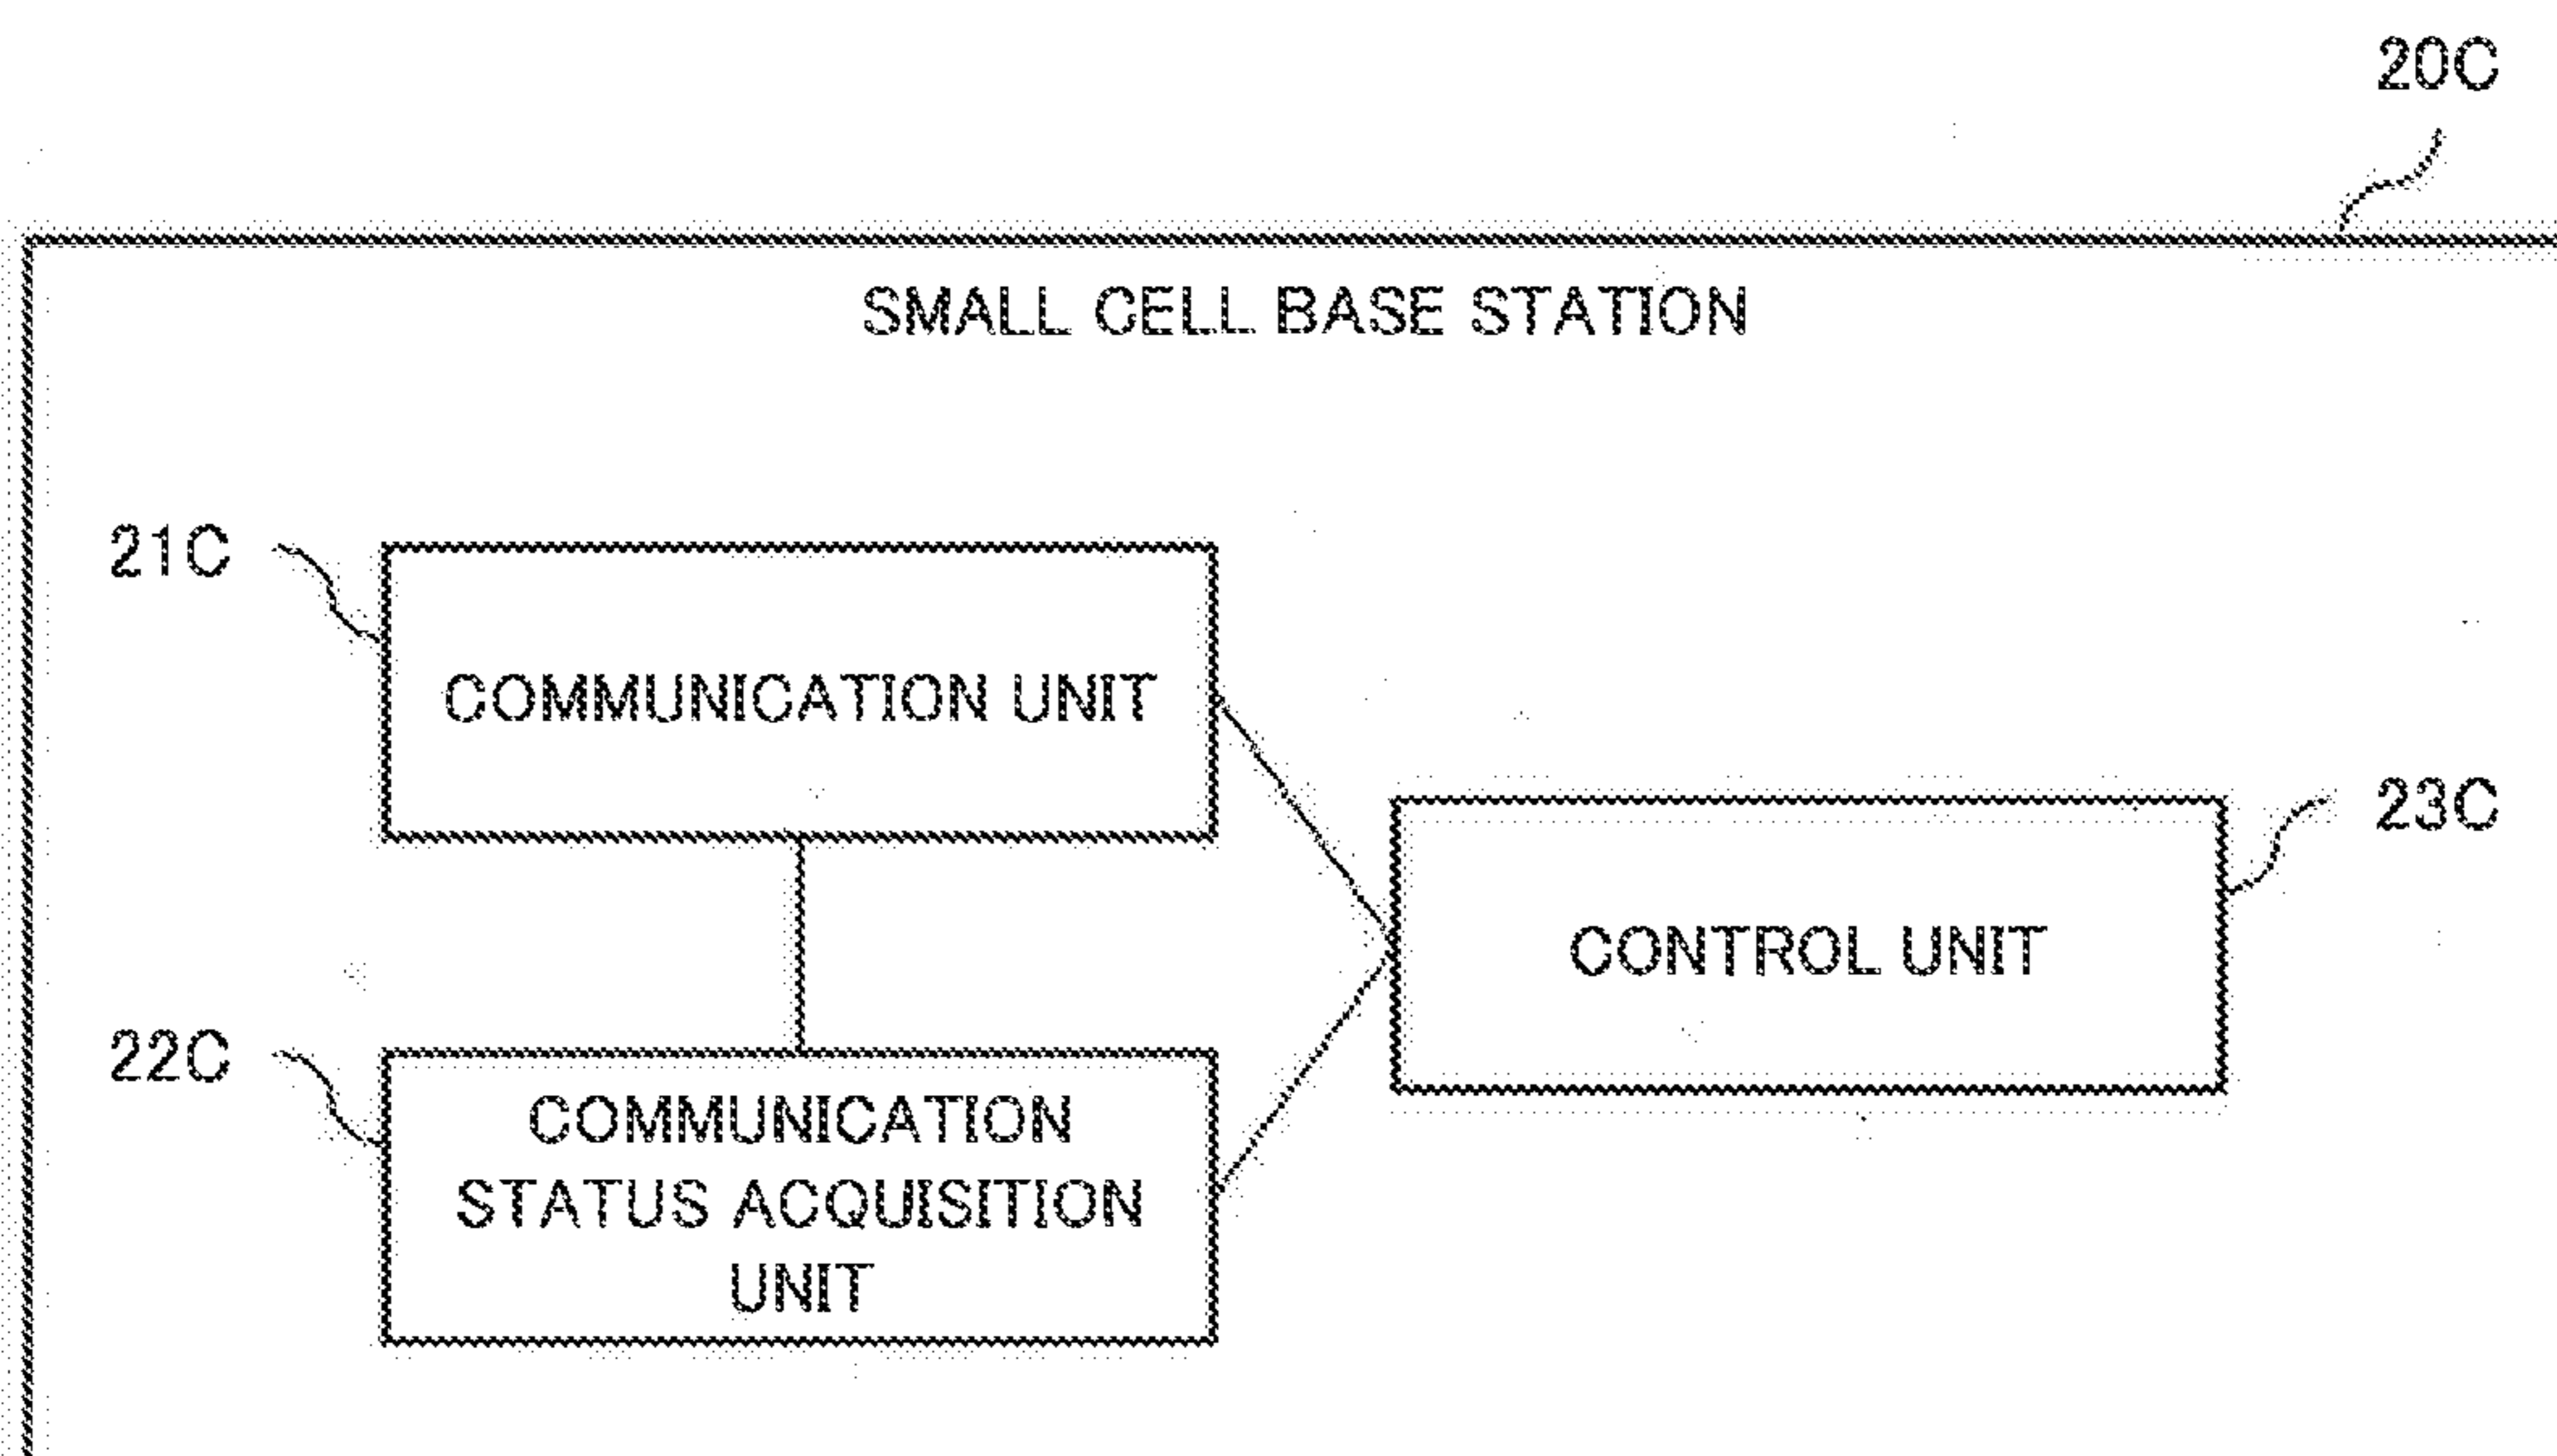 20C
SMALL CELL BASE STATION
21C
COMMUNICATION UNIT
23C
CONTROL UNIT
22C
COMMUNICATION
STATUS ACQUISITION
UNIT